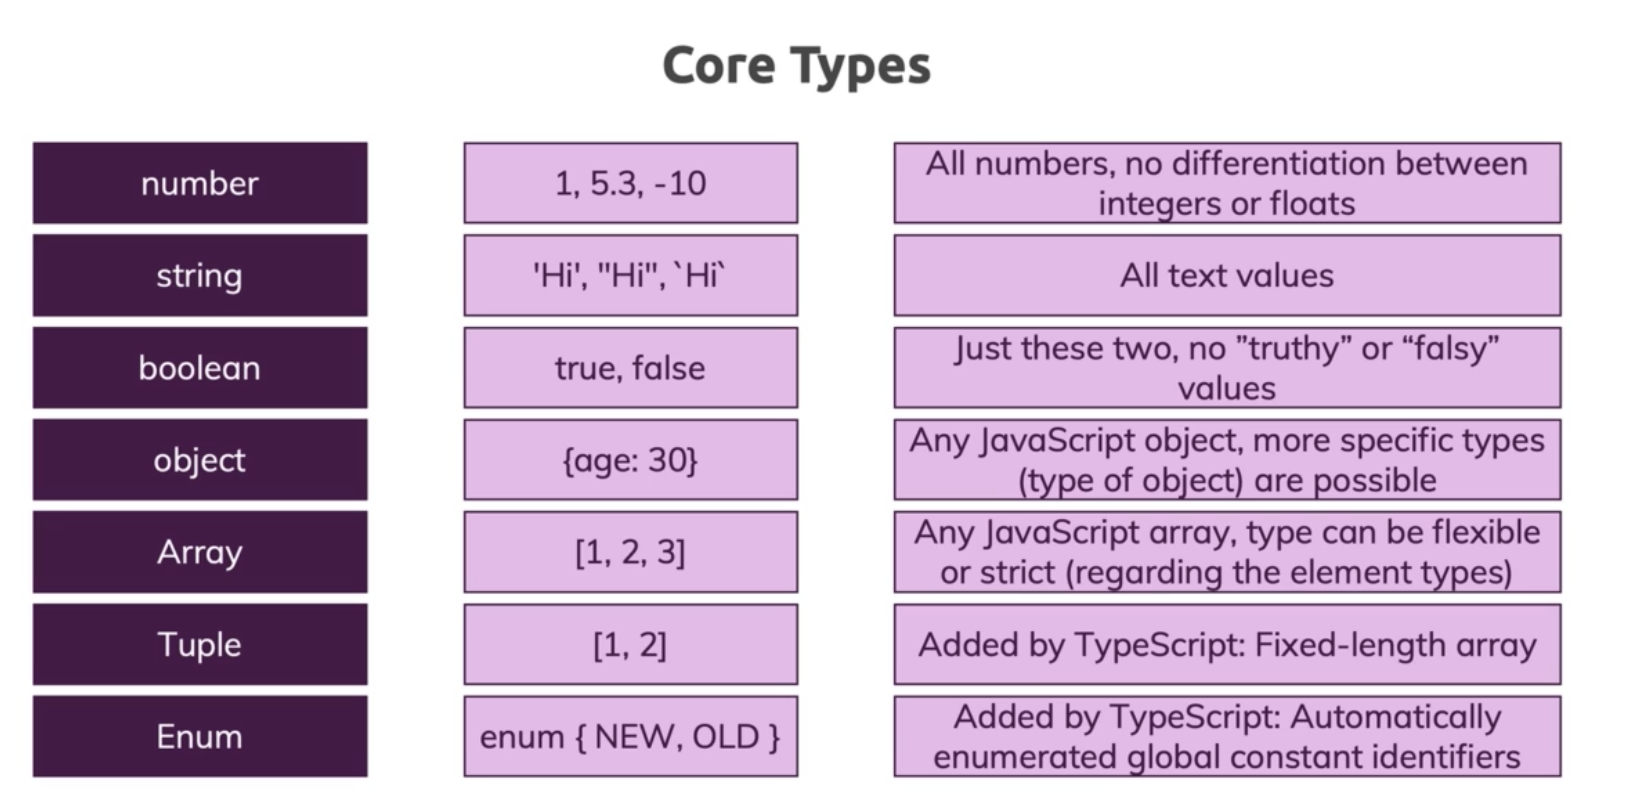 Core Types
number
1, 5.3, -10
All numbers, no differentiation between
integers or floats
string
'Hi', "Hi", `Hi`
All text values
boolean
true, false
Just these two, no ”truthy” or “falsy”
values
object
{age: 30}
Any JavaScript object, more specific types
(type of object) are possible
Array
[1, 2, 3]
Any JavaScript array, type can be flexible
or strict (regarding the element types)
Tuple
[1, 2]
Added by TypeScript: Fixed-length array
Enum
enum { NEW, OLD }
Added by TypeScript: Automatically
enumerated global constant identifiers